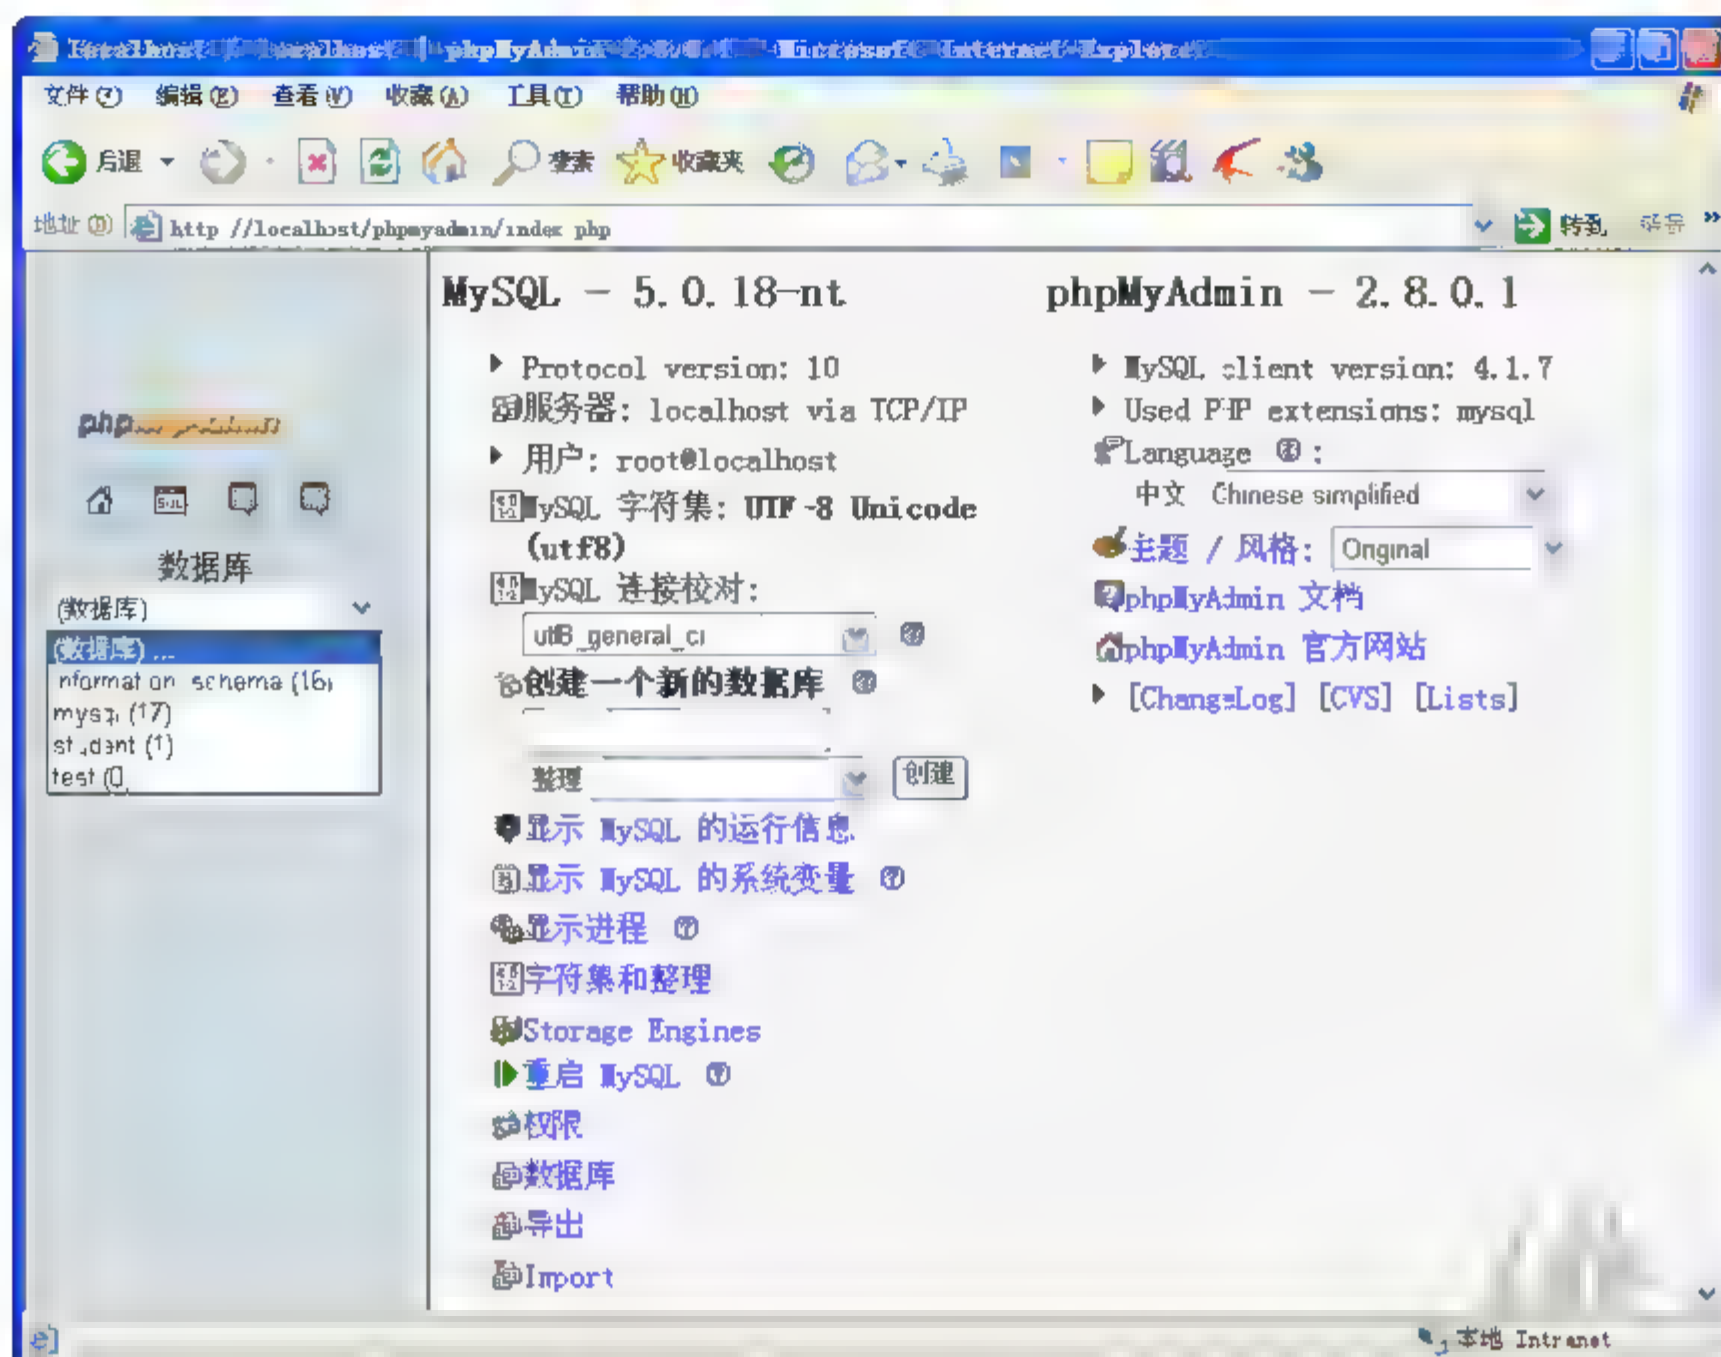 phpMyAdmin
Microsoft Internet Explorer
文件(F) 编辑(E) 查看(V) 收藏(A) 工具(T) 帮助(H)
后退 搜索 收藏夹
地址(D) http //localhost/phpmyadmin/index php 转到
数据库
(数据库)
(数据库) ...
information_schema (16)
mysql (17)
student (1)
test (0)
MySQL - 5.0.18-nt
Protocol version: 10
服务器: localhost via TCP/IP
用户: root@localhost
MySQL 字符集: UTF-8 Unicode
(utf8)
MySQL 连接校对:
utf8_general_ci
创建一个新的数据库
整理 创建
显示 MySQL 的运行信息
显示 MySQL 的系统变量
显示进程
字符集和整理
Storage Engines
重启 MySQL
权限
数据库
导出
Import
phpMyAdmin - 2.8.0.1
MySQL client version: 4.1.7
Used PHP extensions: mysql
Language :
中文 Chinese simplified
主题 / 风格: Original
phpMyAdmin 文档
phpMyAdmin 官方网站
[ChangeLog] [CVS] [Lists]
本地 Intranet